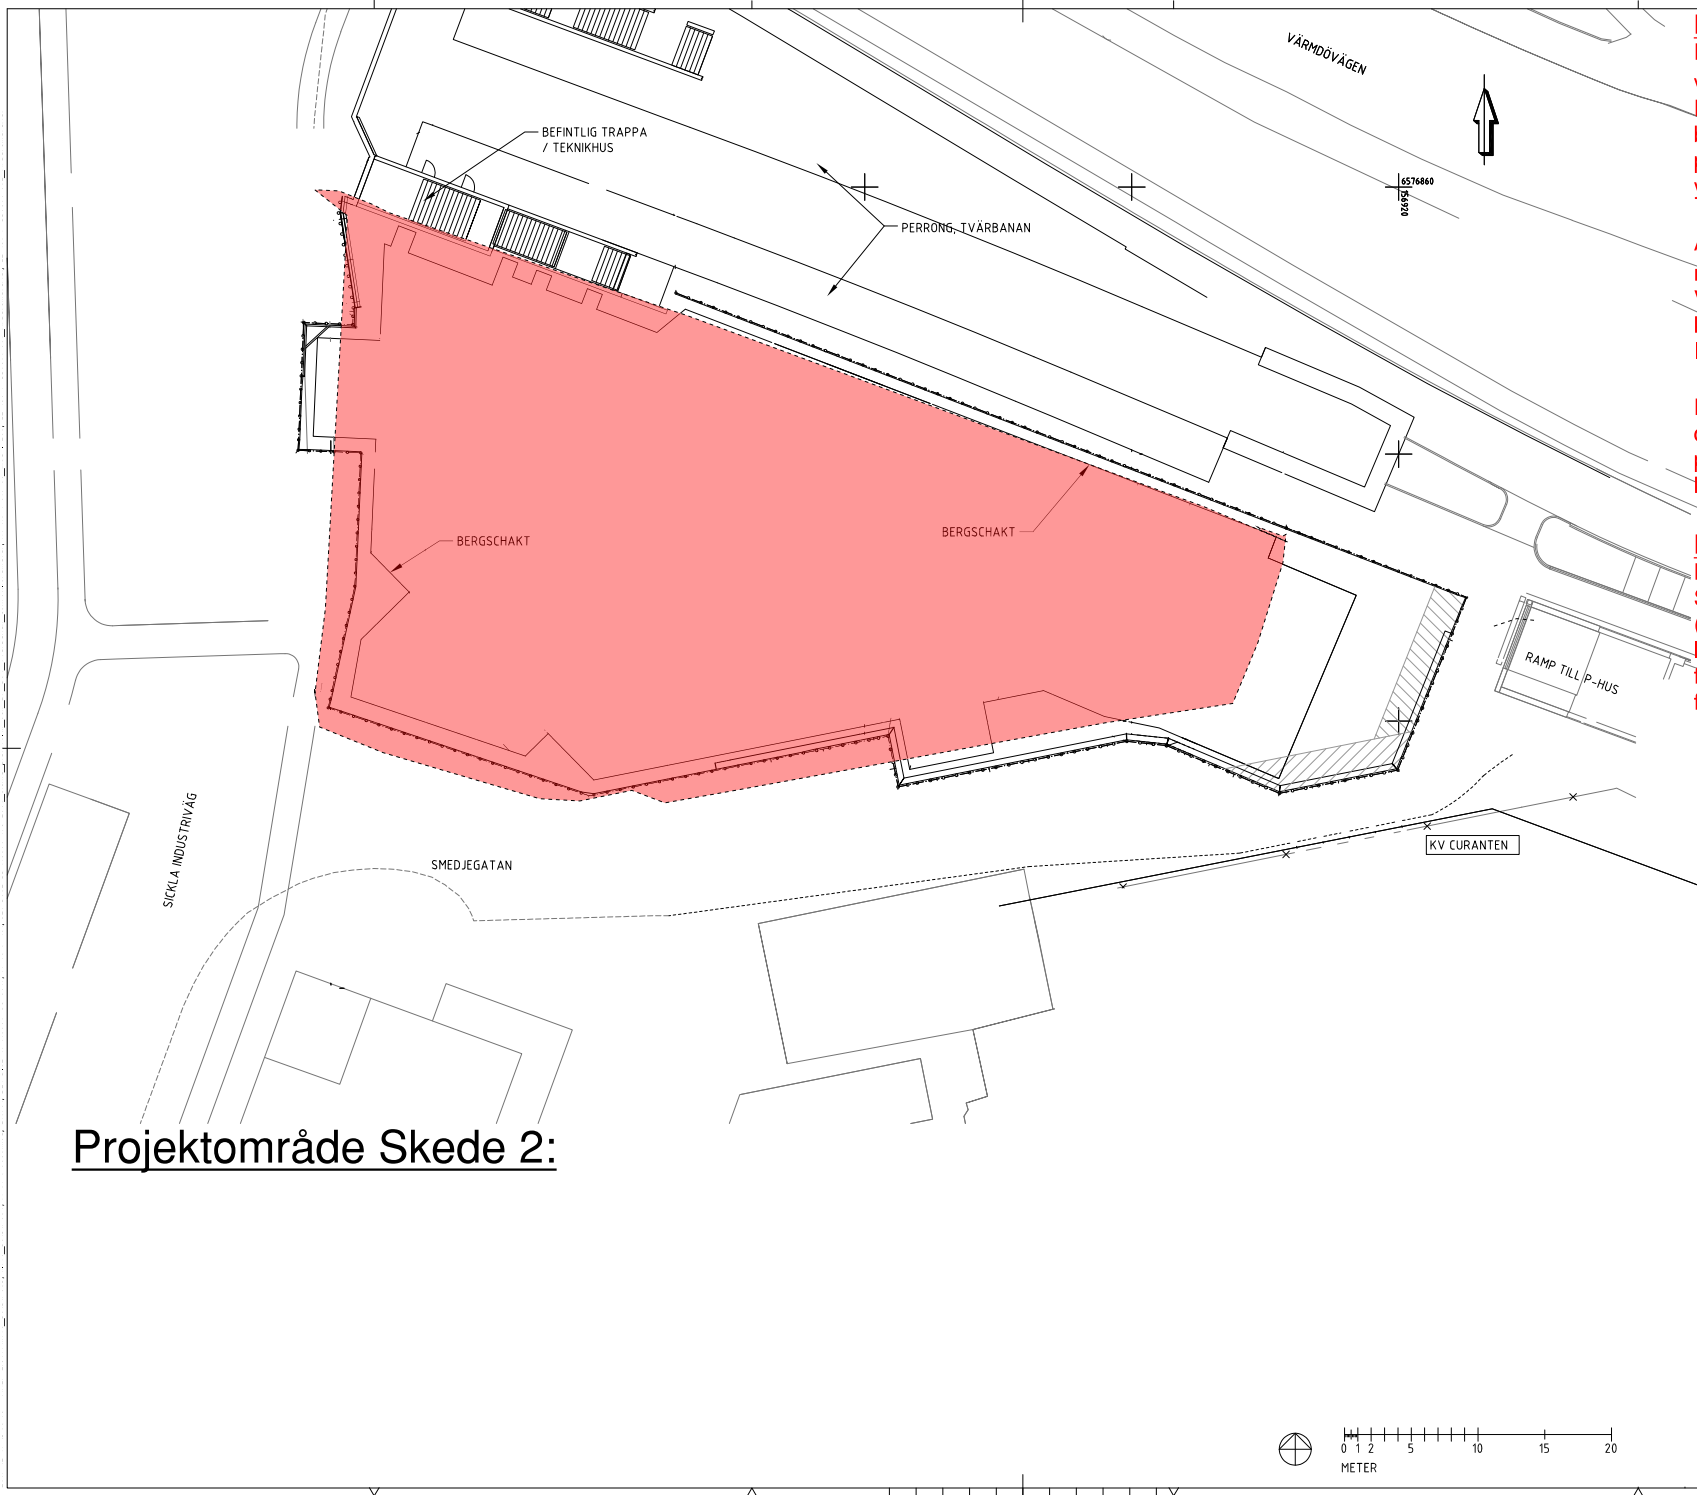 VÄRMDÖVÄGEN
BEFINTLIG TRAPPA
/ TEKNIKHUS
6576860
156920
PERRONG, TVÄRBANAN
BERGSCHAKT
BERGSCHAKT
RAMP TILL P-HUS
SICKLA INDUSTRIVÄG
KV CURANTEN
SMEDJEGATAN
Projektområde Skede 2:
0 1 2 5 10 15 20
METER